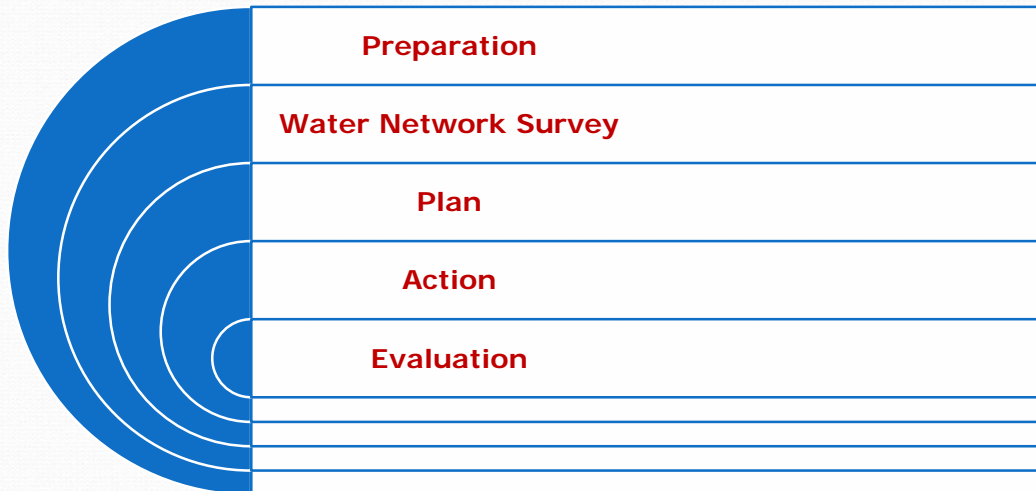 Preparation
Water Network Survey
Plan
Action
Evaluation